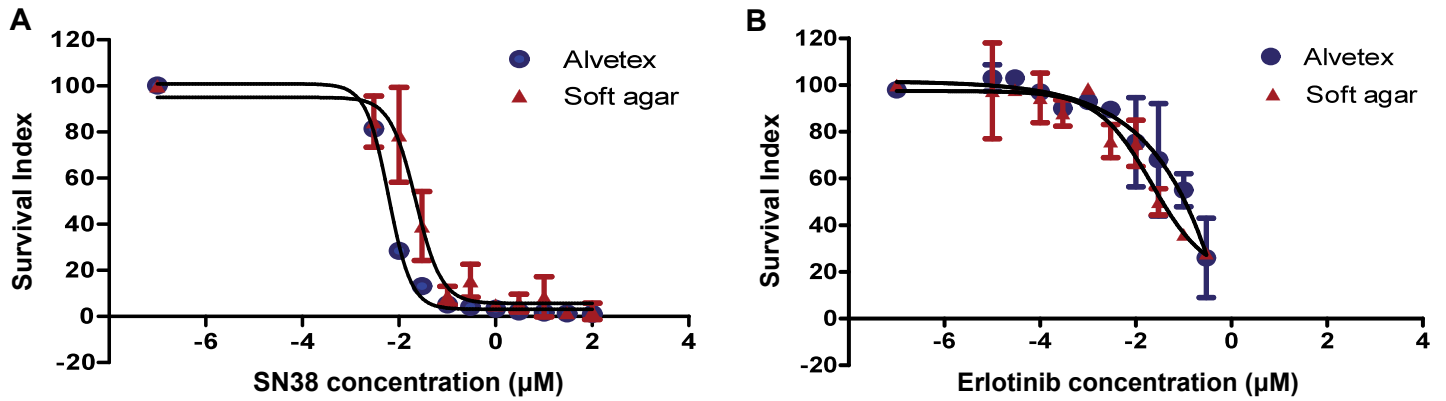 A
120
100
80
60
40
20
0
-20
-6
-4
-2
0
2
4
Survival Index
SN38 concentration (µM)
Alvetex
Soft agar
B
120
100
80
60
40
20
0
-20
-6
-4
-2
0
2
4
Survival Index
Erlotinib concentration (µM)
Alvetex
Soft agar